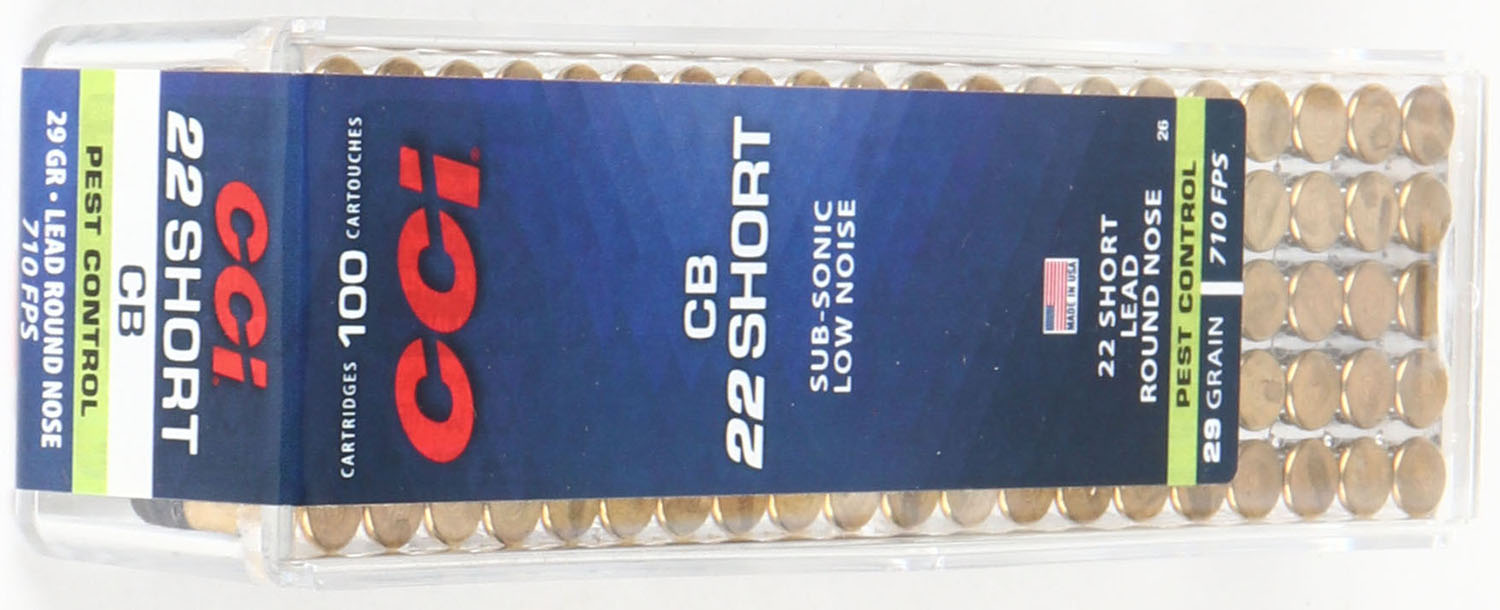 CARTRIDGES 100 CARTOUCHES
CCI
CB
22 SHORT
SUB-SONIC
LOW NOISE
MADE IN USA
22 SHORT
LEAD
ROUND NOSE
26
PEST CONTROL
29 GRAIN 710 FPS
CCI
22 SHORT
CB
PEST CONTROL
29 GR • LEAD ROUND NOSE
710 FPS